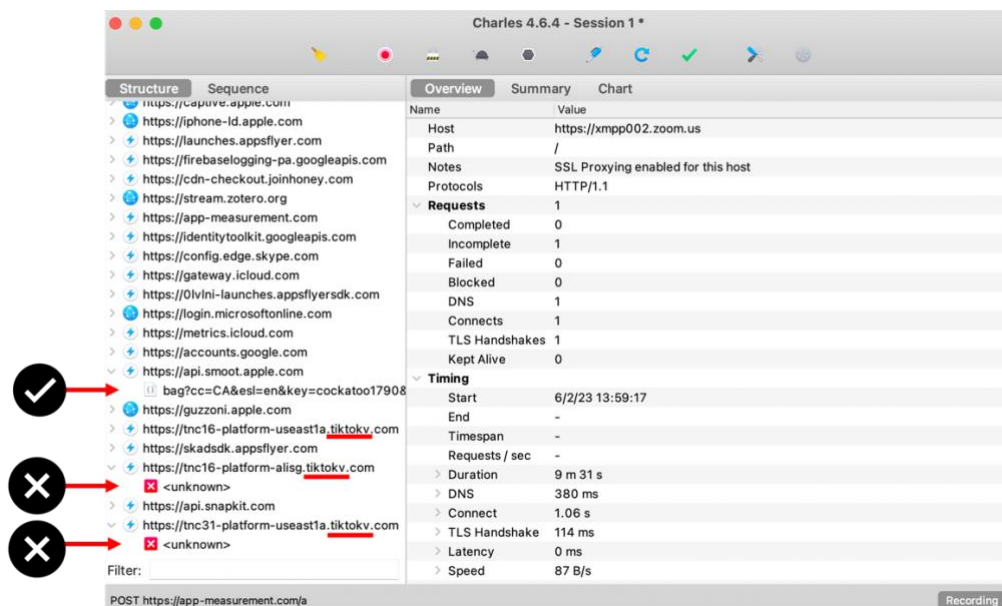 Charles 4.6.4 - Session 1 *
Structure
Sequence
https://captive.apple.com
https://iphone-ld.apple.com
https://launches.appsflyer.com
https://firebaselogging-pa.googleapis.com
https://cdn-checkout.joinhoney.com
https://stream.zotero.org
https://app-measurement.com
https://identitytoolkit.googleapis.com
https://config.edge.skype.com
https://gateway.icloud.com
https://0lvlni-launches.appsflyersdk.com
https://login.microsoftonline.com
https://metrics.icloud.com
https://accounts.google.com
https://api.smoot.apple.com
bag?cc=CA&esl=en&key=cockatoo1790&
https://guzzoni.apple.com
https://tnc16-platform-useast1a.tiktokv.com
https://skadsdk.appsflyer.com
https://tnc16-platform-alisg.tiktokv.com
<unknown>
https://api.snapkit.com
https://tnc31-platform-useast1a.tiktokv.com
<unknown>
Filter:
Overview
Summary
Chart
Name Value
Host https://xmpp002.zoom.us
Path /
Notes SSL Proxying enabled for this host
Protocols HTTP/1.1
Requests 1
Completed 0
Incomplete 1
Failed 0
Blocked 0
DNS 1
Connects 1
TLS Handshakes 1
Kept Alive 0
Timing
Start 6/2/23 13:59:17
End -
Timespan -
Requests / sec -
Duration 9 m 31 s
DNS 380 ms
Connect 1.06 s
TLS Handshake 114 ms
Latency 0 ms
Speed 87 B/s
POST https://app-measurement.com/a
Recording